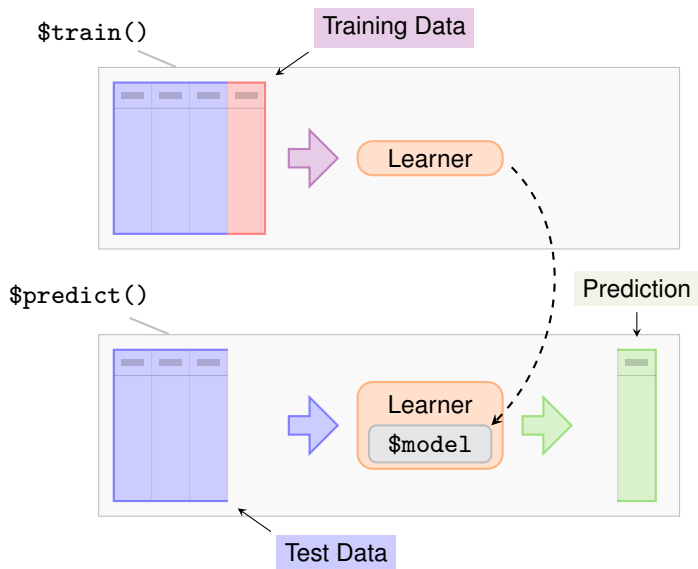 $train()
Training Data
Learner
$predict()
Prediction
Learner
$model
Test Data